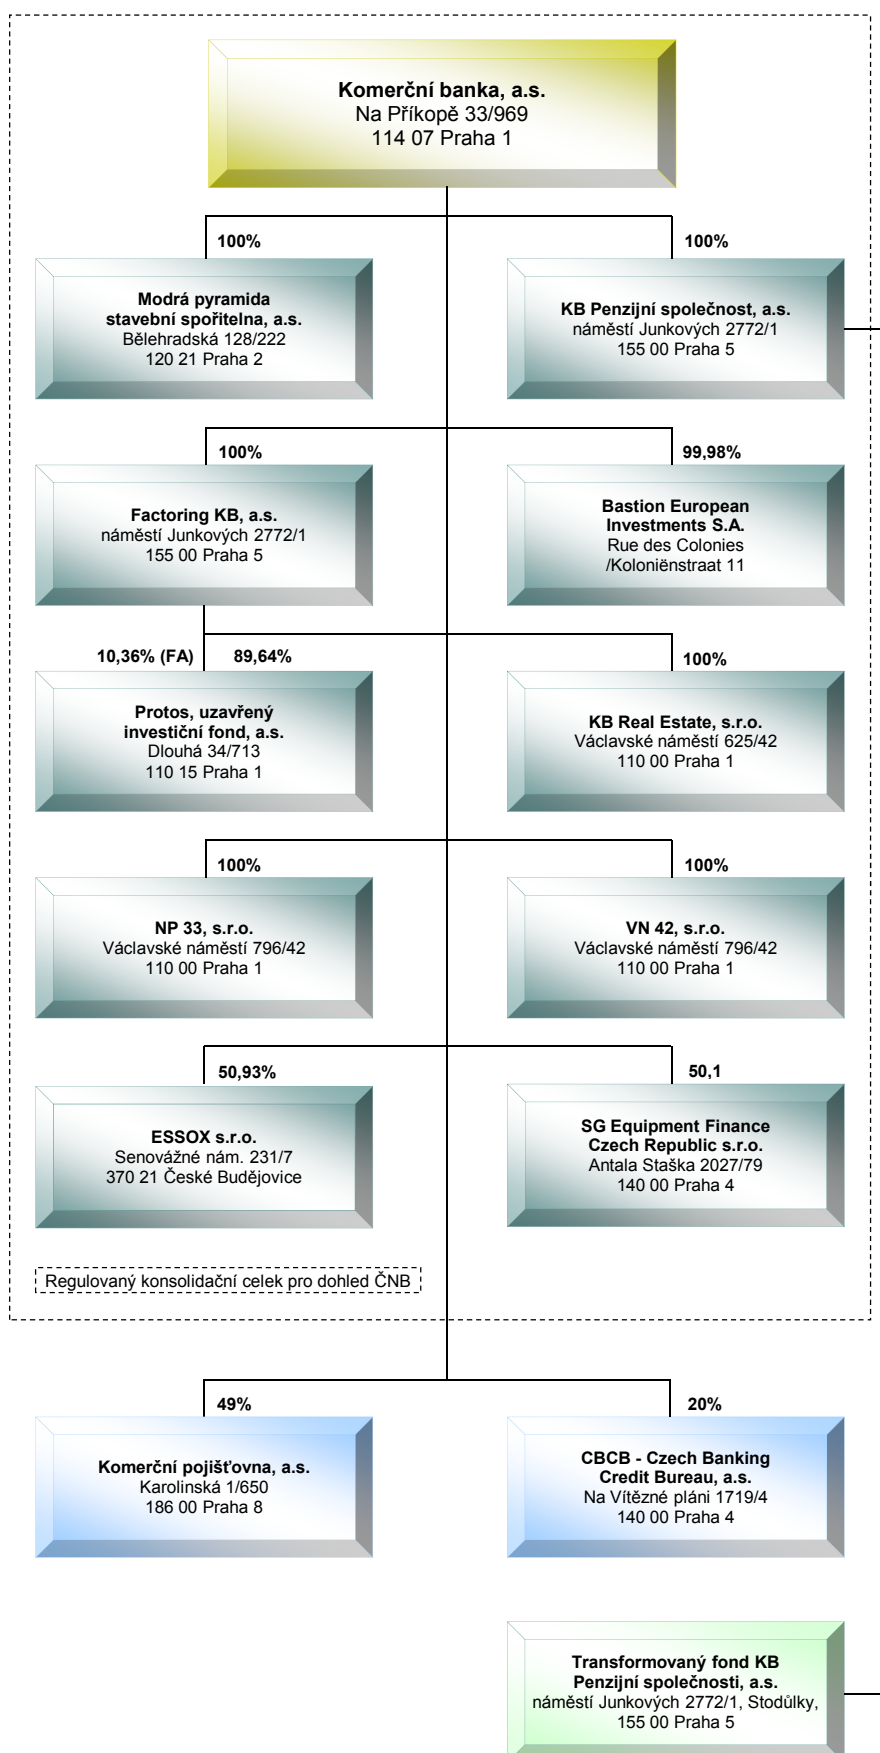 Komerční banka, a.s.
Na Příkopě 33/969
114 07 Praha 1
100%
100%
Modrá pyramida
stavební spořitelna, a.s.
Bělehradská 128/222
120 21 Praha 2
KB Penzijní společnost, a.s.
náměstí Junkových 2772/1
155 00 Praha 5
100%
99,98%
Factoring KB, a.s.
náměstí Junkových 2772/1
155 00 Praha 5
Bastion European
Investments S.A.
Rue des Colonies
/Koloniënstraat 11
10,36% (FA)
89,64%
100%
Protos, uzavřený
investiční fond, a.s.
Dlouhá 34/713
110 15 Praha 1
KB Real Estate, s.r.o.
Václavské náměstí 625/42
110 00 Praha 1
100%
100%
NP 33, s.r.o.
Václavské náměstí 796/42
110 00 Praha 1
VN 42, s.r.o.
Václavské náměstí 796/42
110 00 Praha 1
50,93%
50,1
ESSOX s.r.o.
Senovážné nám. 231/7
370 21 České Budějovice
SG Equipment Finance
Czech Republic s.r.o.
Antala Staška 2027/79
140 00 Praha 4
Regulovaný konsolidační celek pro dohled ČNB
49%
20%
Komerční pojišťovna, a.s.
Karolinská 1/650
186 00 Praha 8
CBCB - Czech Banking
Credit Bureau, a.s.
Na Vítězné pláni 1719/4
140 00 Praha 4
Transformovaný fond KB
Penzijní společnosti, a.s.
náměstí Junkových 2772/1, Stodůlky,
155 00 Praha 5